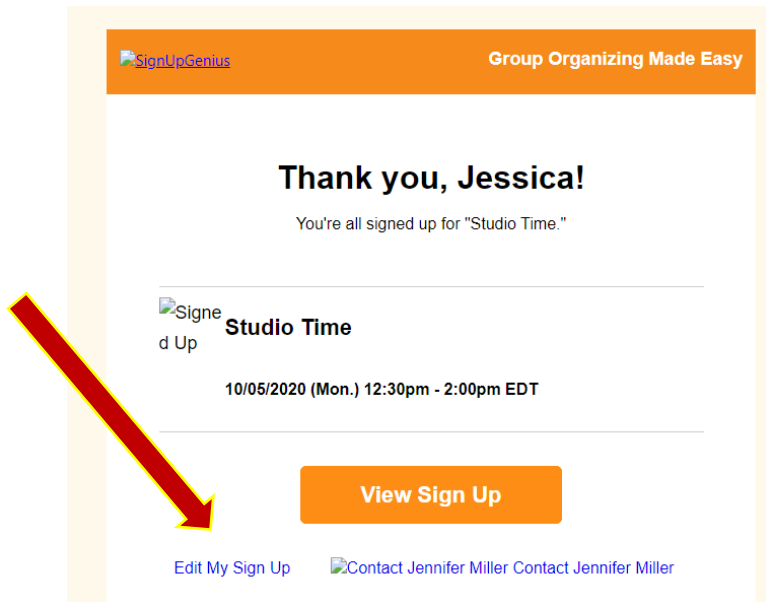 SignUpGenius
Group Organizing Made Easy
Thank you, Jessica!
You're all signed up for "Studio Time."
Signe
d Up
Studio Time
10/05/2020 (Mon.) 12:30pm - 2:00pm EDT
View Sign Up
Edit My Sign Up
Contact Jennifer Miller Contact Jennifer Miller